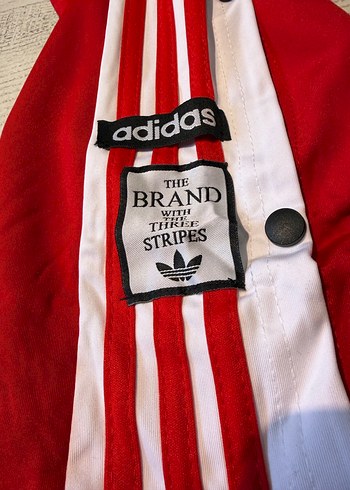 adidas
THE
BRAND
WITH
THE
THREE
STRIPES